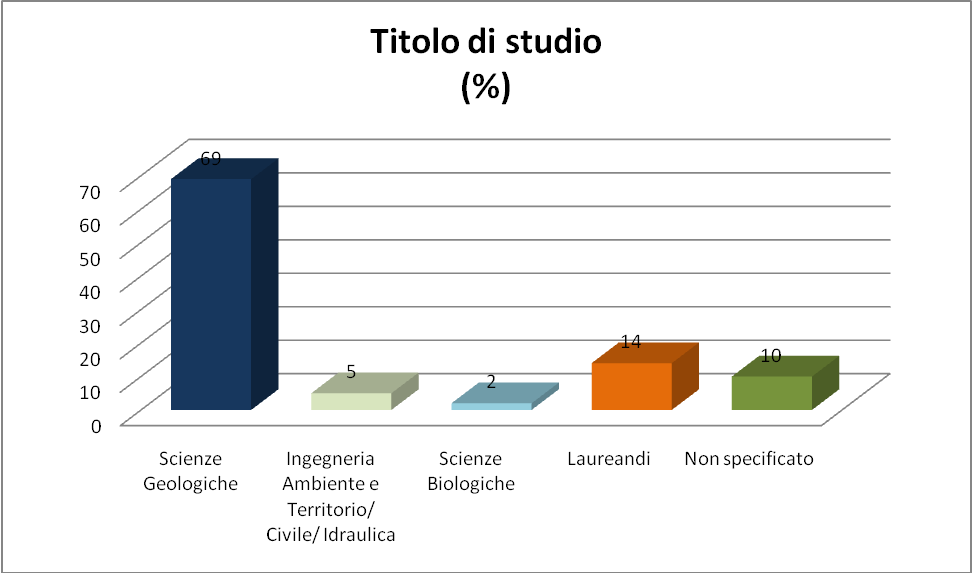 Titolo di studio
(%)
69
70
60
50
40
30
20
10
0
5
2
14
10
Scienze
Geologiche
Ingegneria
Ambiente e
Territorio/
Civile/ Idraulica
Scienze
Biologiche
Laureandi
Non specificato